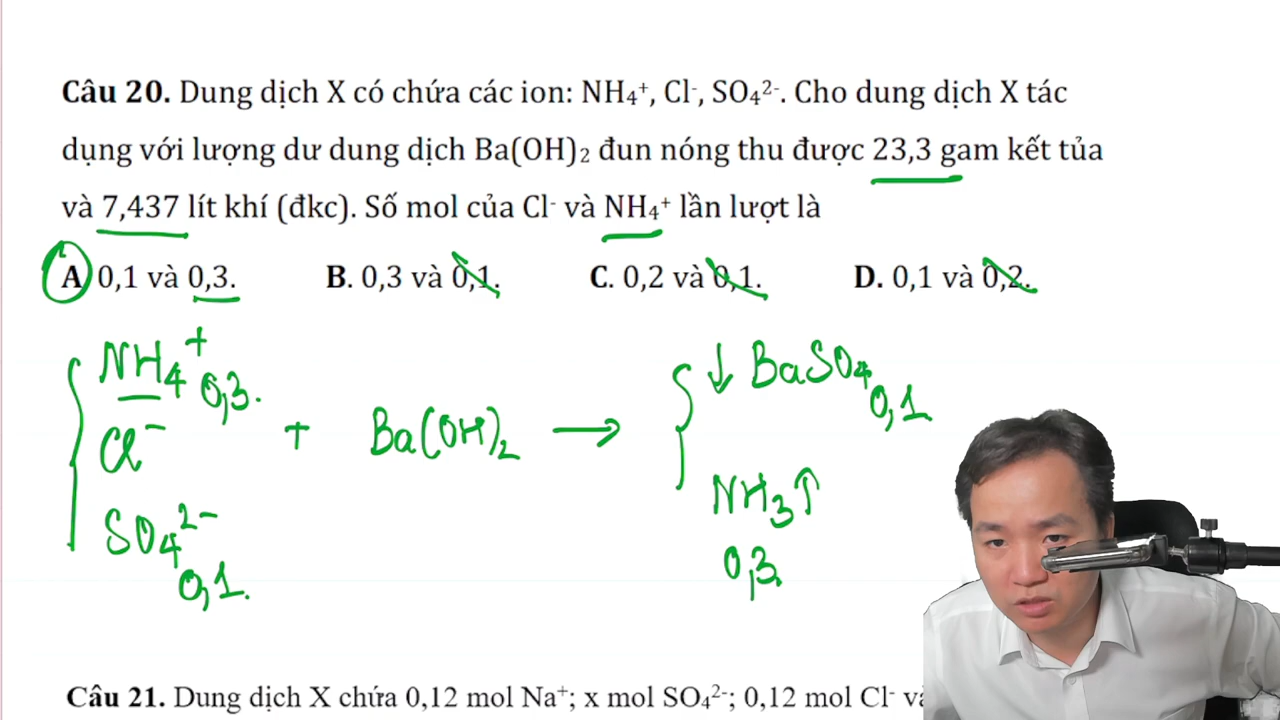 Câu 20. Dung dịch X có chứa các ion: NH₄⁺, Cl⁻, SO₄²⁻. Cho dung dịch X tác
dụng với lượng dư dung dịch Ba(OH)₂ đun nóng thu được 23,3 gam kết tủa
và 7,437 lít khí (đkc). Số mol của Cl⁻ và NH₄⁺ lần lượt là
A 0,1 và 0,3. B. 0,3 và 0,1. C. 0,2 và 0,1. D. 0,1 và 0,2.
NH₄⁺ 0,3.
Cl⁻ + Ba(OH)₂ →
SO₄²⁻
0,1.
↓ BaSO₄
0,1
NH₃↑
0,3
Câu 21. Dung dịch X chứa 0,12 mol Na⁺; x mol SO₄²⁻; 0,12 mol Cl⁻